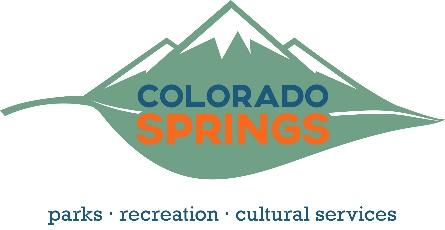 COLORADO
SPRINGS
parks · recreation · cultural services